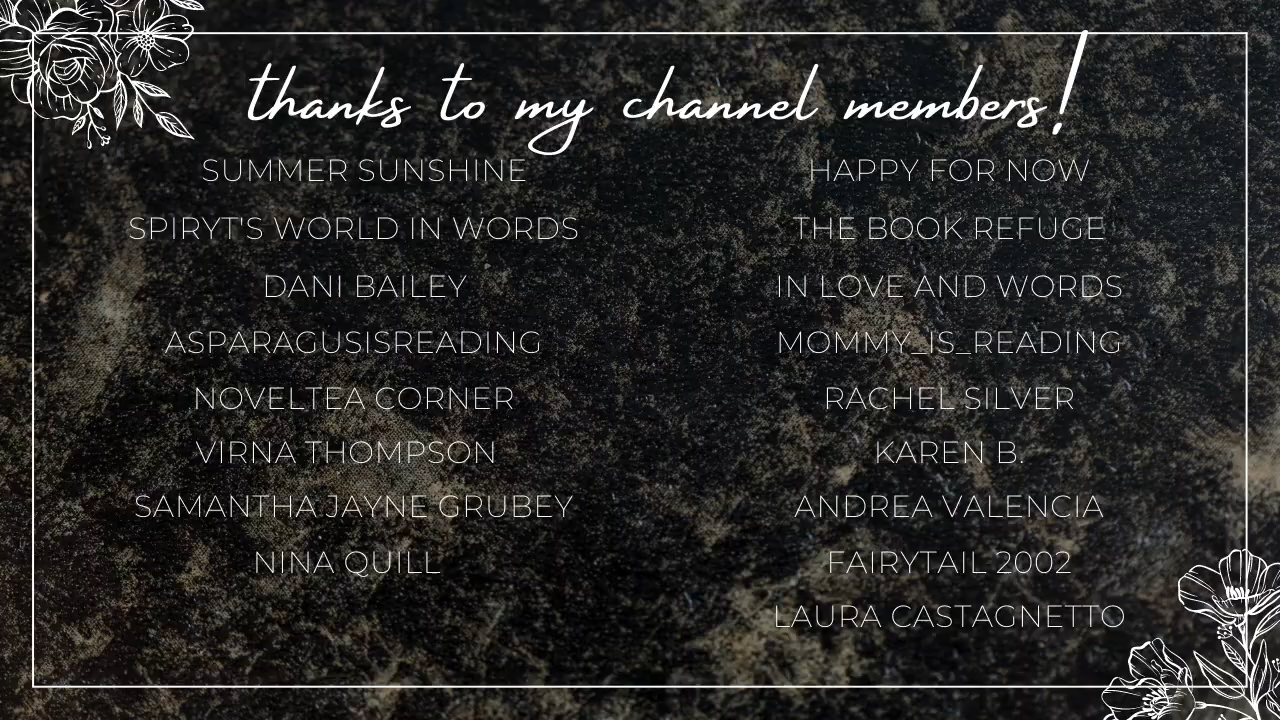 thanks to my channel members!
SUMMER SUNSHINE
SPIRYT'S WORLD IN WORDS
DANI BAILEY
ASPARAGUSISREADING
NOVELTEA CORNER
VIRNA THOMPSON
SAMANTHA JAYNE GRUBEY
NINA QUILL
HAPPY FOR NOW
THE BOOK REFUGE
IN LOVE AND WORDS
MOMMY_IS_READING
RACHEL SILVER
KAREN B.
ANDREA VALENCIA
FAIRYTAIL 2002
LAURA CASTAGNETTO